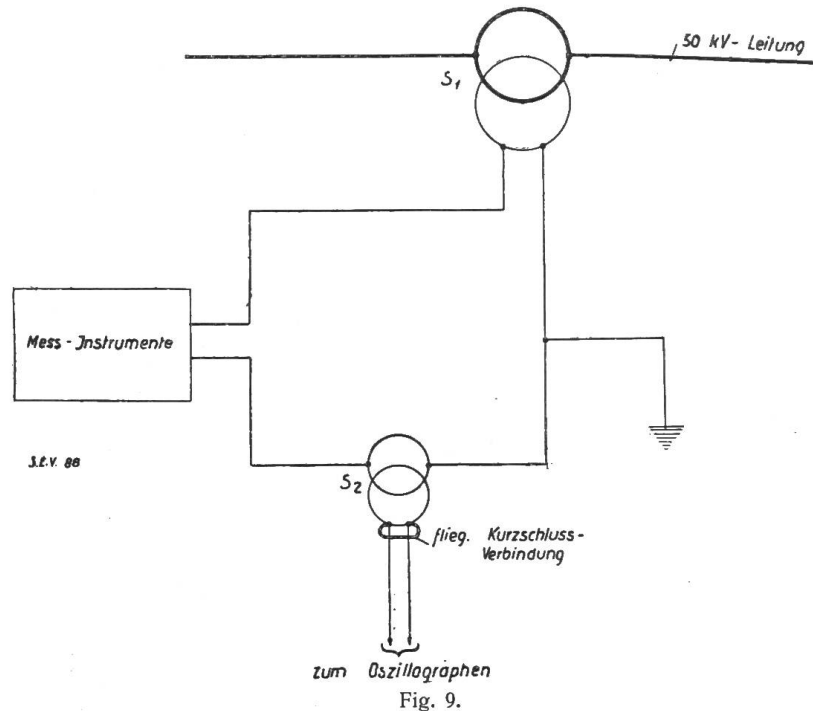 50 kV-Leitung
S1
Mess-Instrumente
S.E.V. 88
S2
flieg. Kurzschluss-
Verbindung
zum Oszillographen
Fig. 9.